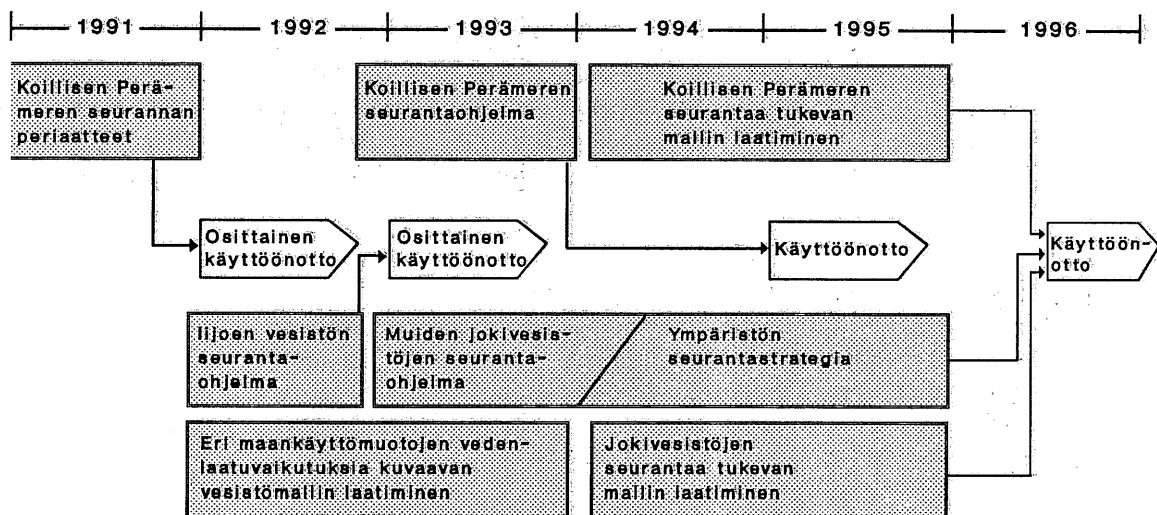 1991 1992 1993 1994 1995 1996
Koillisen Perä-
meren seurannan
periaatteet
Koillisen Perämeren
seurantaohjelma
Koillisen Perämeren
seurantaa tukevan
mallin laatiminen
Osittainen
käyttöönotto
Osittainen
käyttöönotto
Käyttöönotto
Käyttöön-
otto
Iijoen vesistön
seuranta-
ohjelma
Muiden jokivesis-
töjen seuranta-
ohjelma
Ympäristön
seurantastrategia
Eri maankäyttömuotojen veden-
laatuvaikutuksia kuvaavan
vesistömallin laatiminen
Jokivesistöjen
seurantaa tukevan
mallin laatiminen